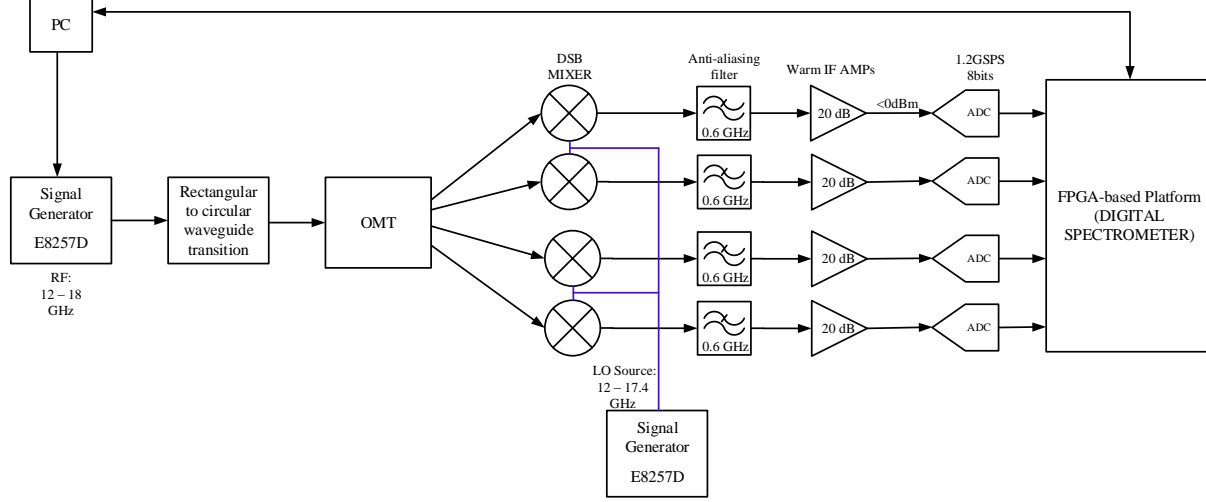 PC
DSB
MIXER
Anti-aliasing
filter
Warm IF AMPs
1.2GSPS
8bits
0.6 GHz
20 dB
<0dBm
ADC
Signal
Generator
E8257D
RF:
12 – 18
GHz
Rectangular
to circular
waveguide
transition
OMT
0.6 GHz
20 dB
ADC
FPGA-based Platform
(DIGITAL
SPECTROMETER)
0.6 GHz
20 dB
ADC
0.6 GHz
20 dB
ADC
LO Source:
12 – 17.4
GHz
Signal
Generator
E8257D